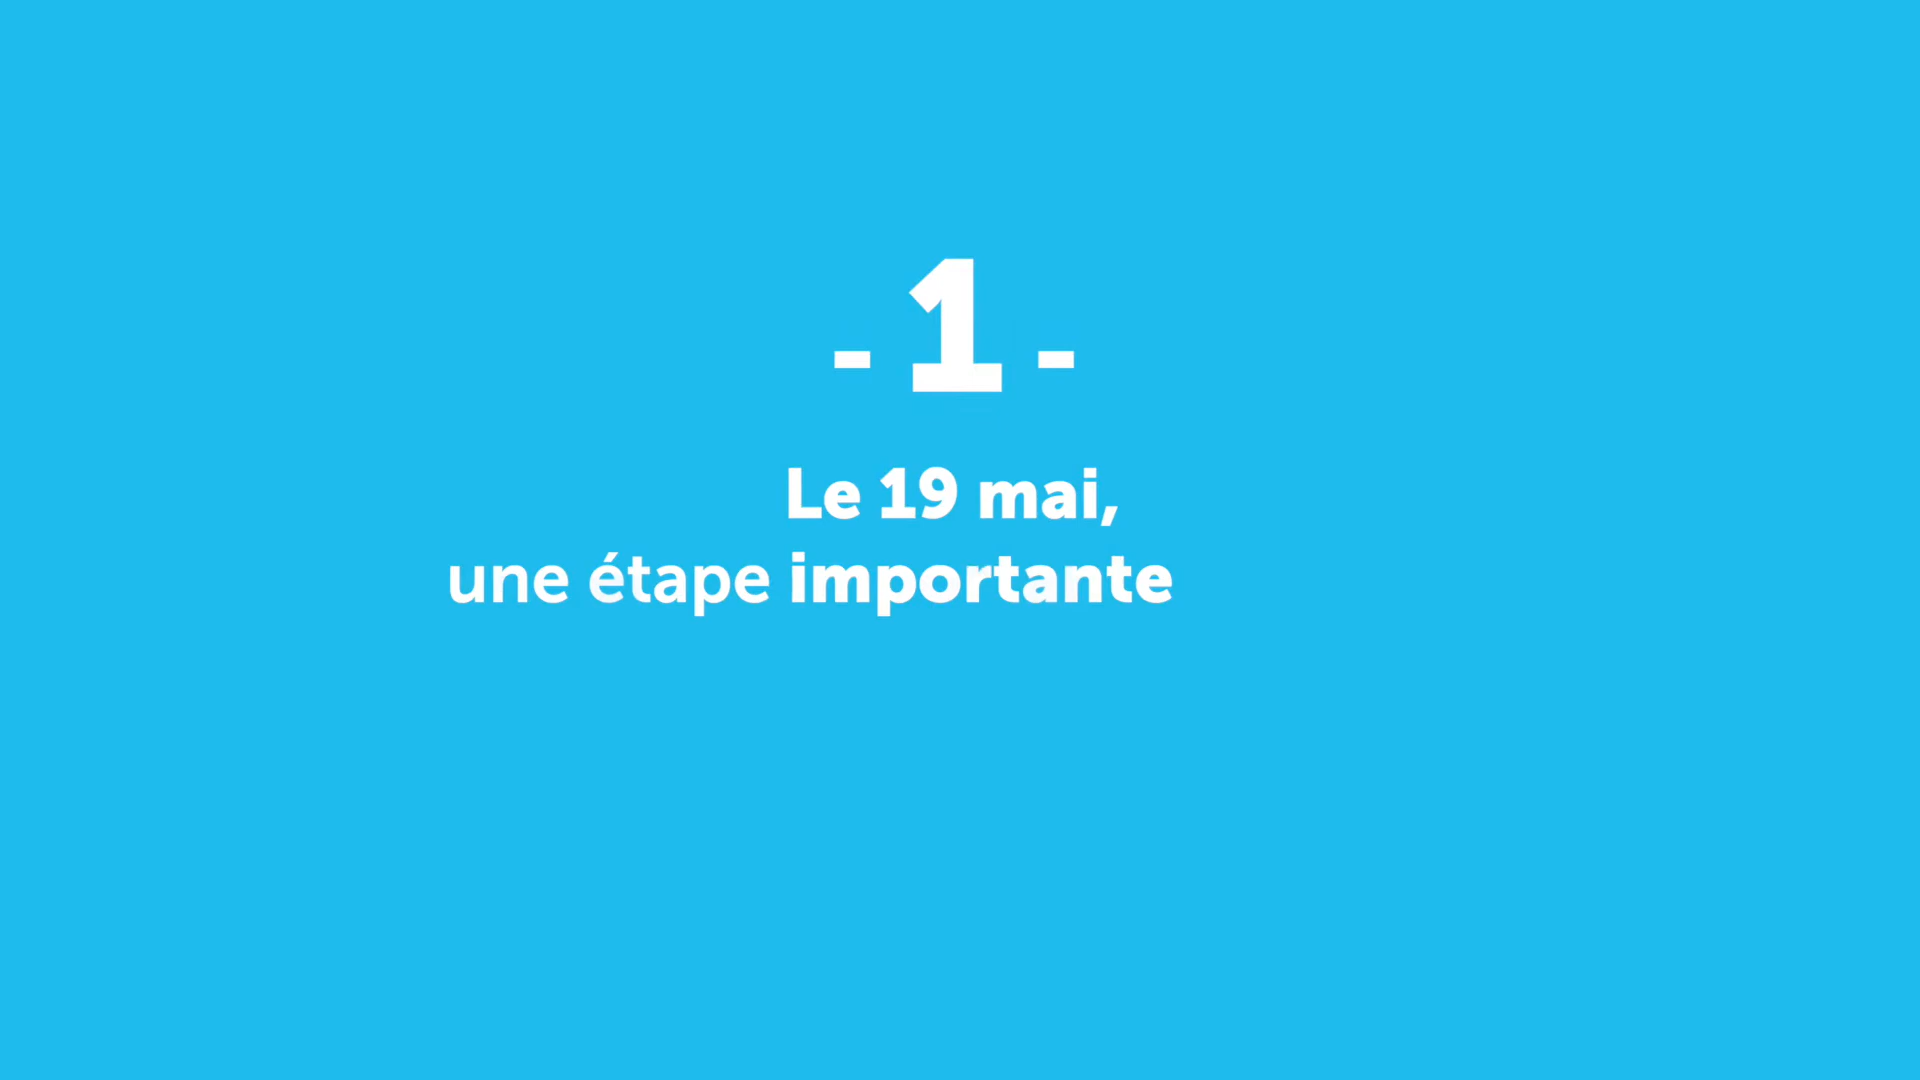 - 1 -
Le 19 mai,
une étape importante